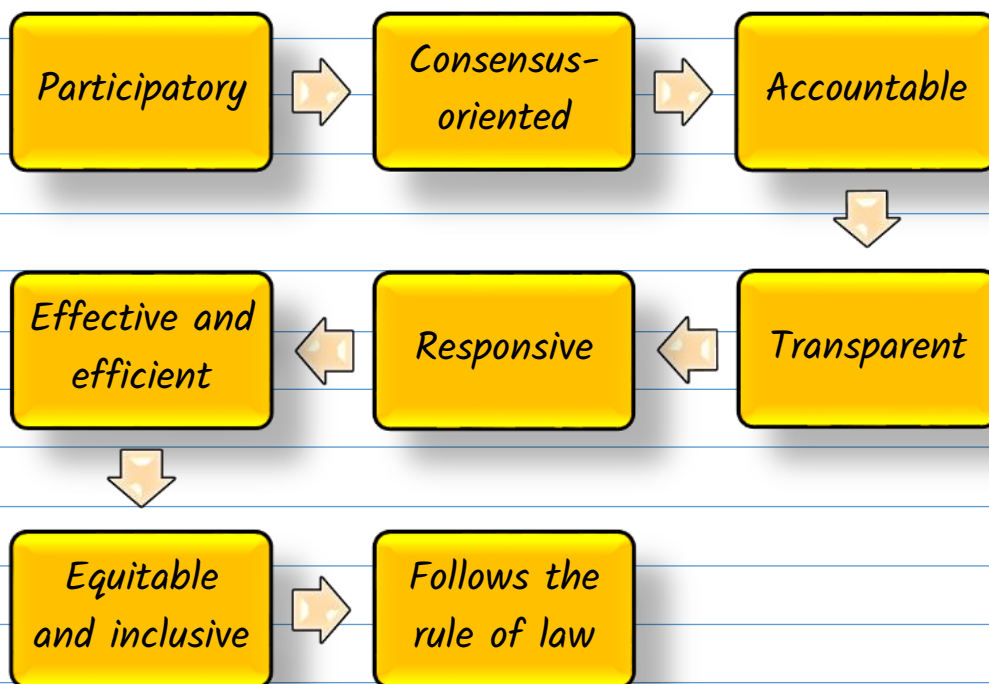 Participatory
Consensus-
oriented
Accountable
Transparent
Responsive
Effective and
efficient
Equitable
and inclusive
Follows the
rule of law